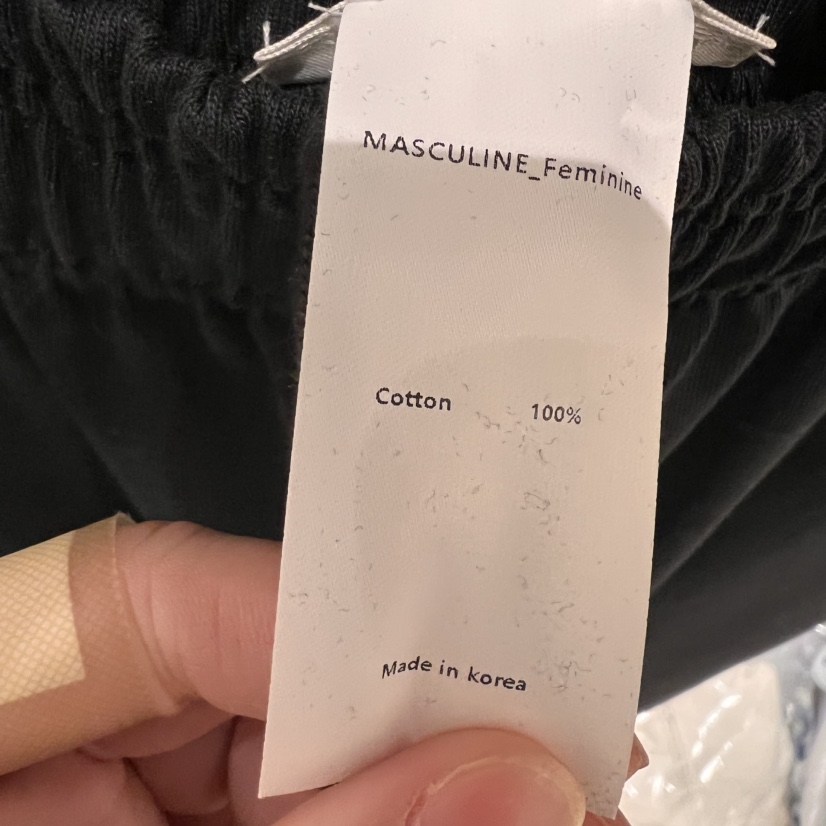 MASCULINE_Feminine
Cotton 100%
Made in korea